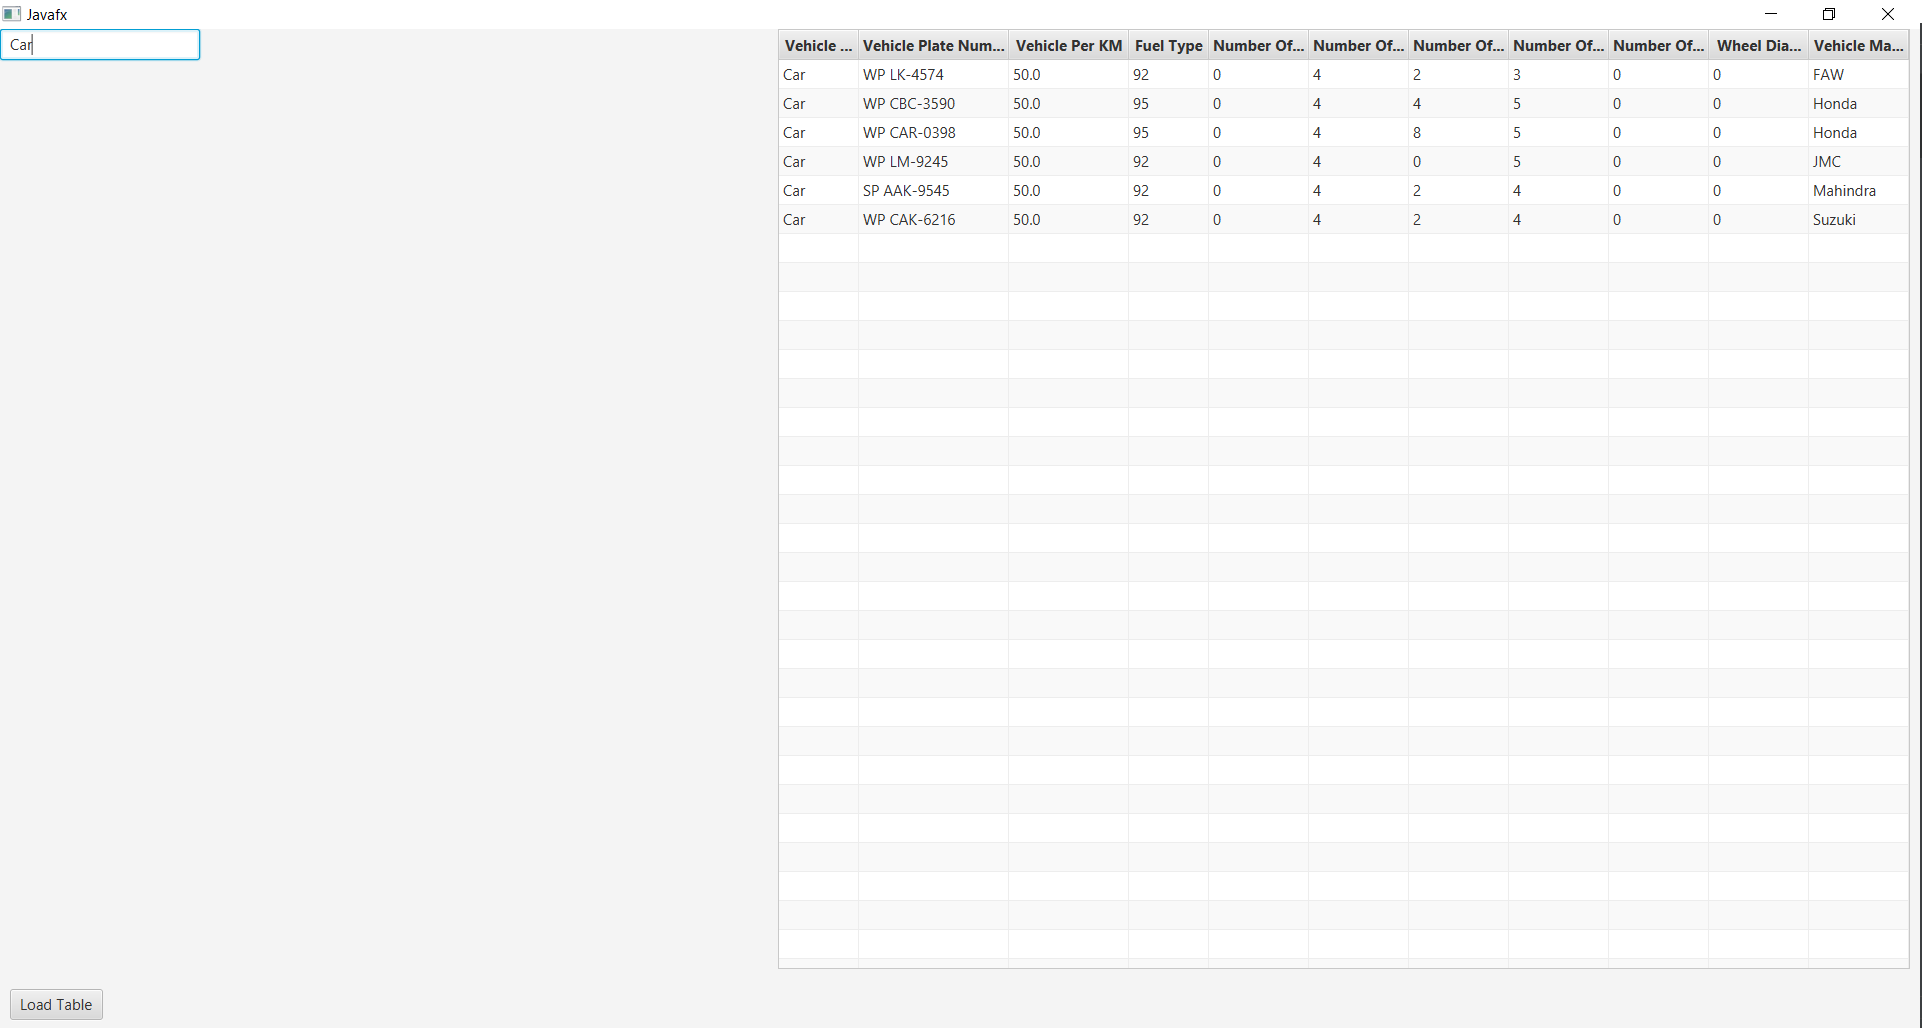 Javafx
Car
Vehicle ... Vehicle Plate Num... Vehicle Per KM Fuel Type Number Of... Number Of... Number Of... Number Of... Number Of... Wheel Dia... Vehicle Ma...
Car WP LK-4574 50.0 92 0 4 2 3 0 0 FAW
Car WP CBC-3590 50.0 95 0 4 4 5 0 0 Honda
Car WP CAR-0398 50.0 95 0 4 8 5 0 0 Honda
Car WP LM-9245 50.0 92 0 4 0 5 0 0 JMC
Car SP AAK-9545 50.0 92 0 4 2 4 0 0 Mahindra
Car WP CAK-6216 50.0 92 0 4 2 4 0 0 Suzuki
Load Table